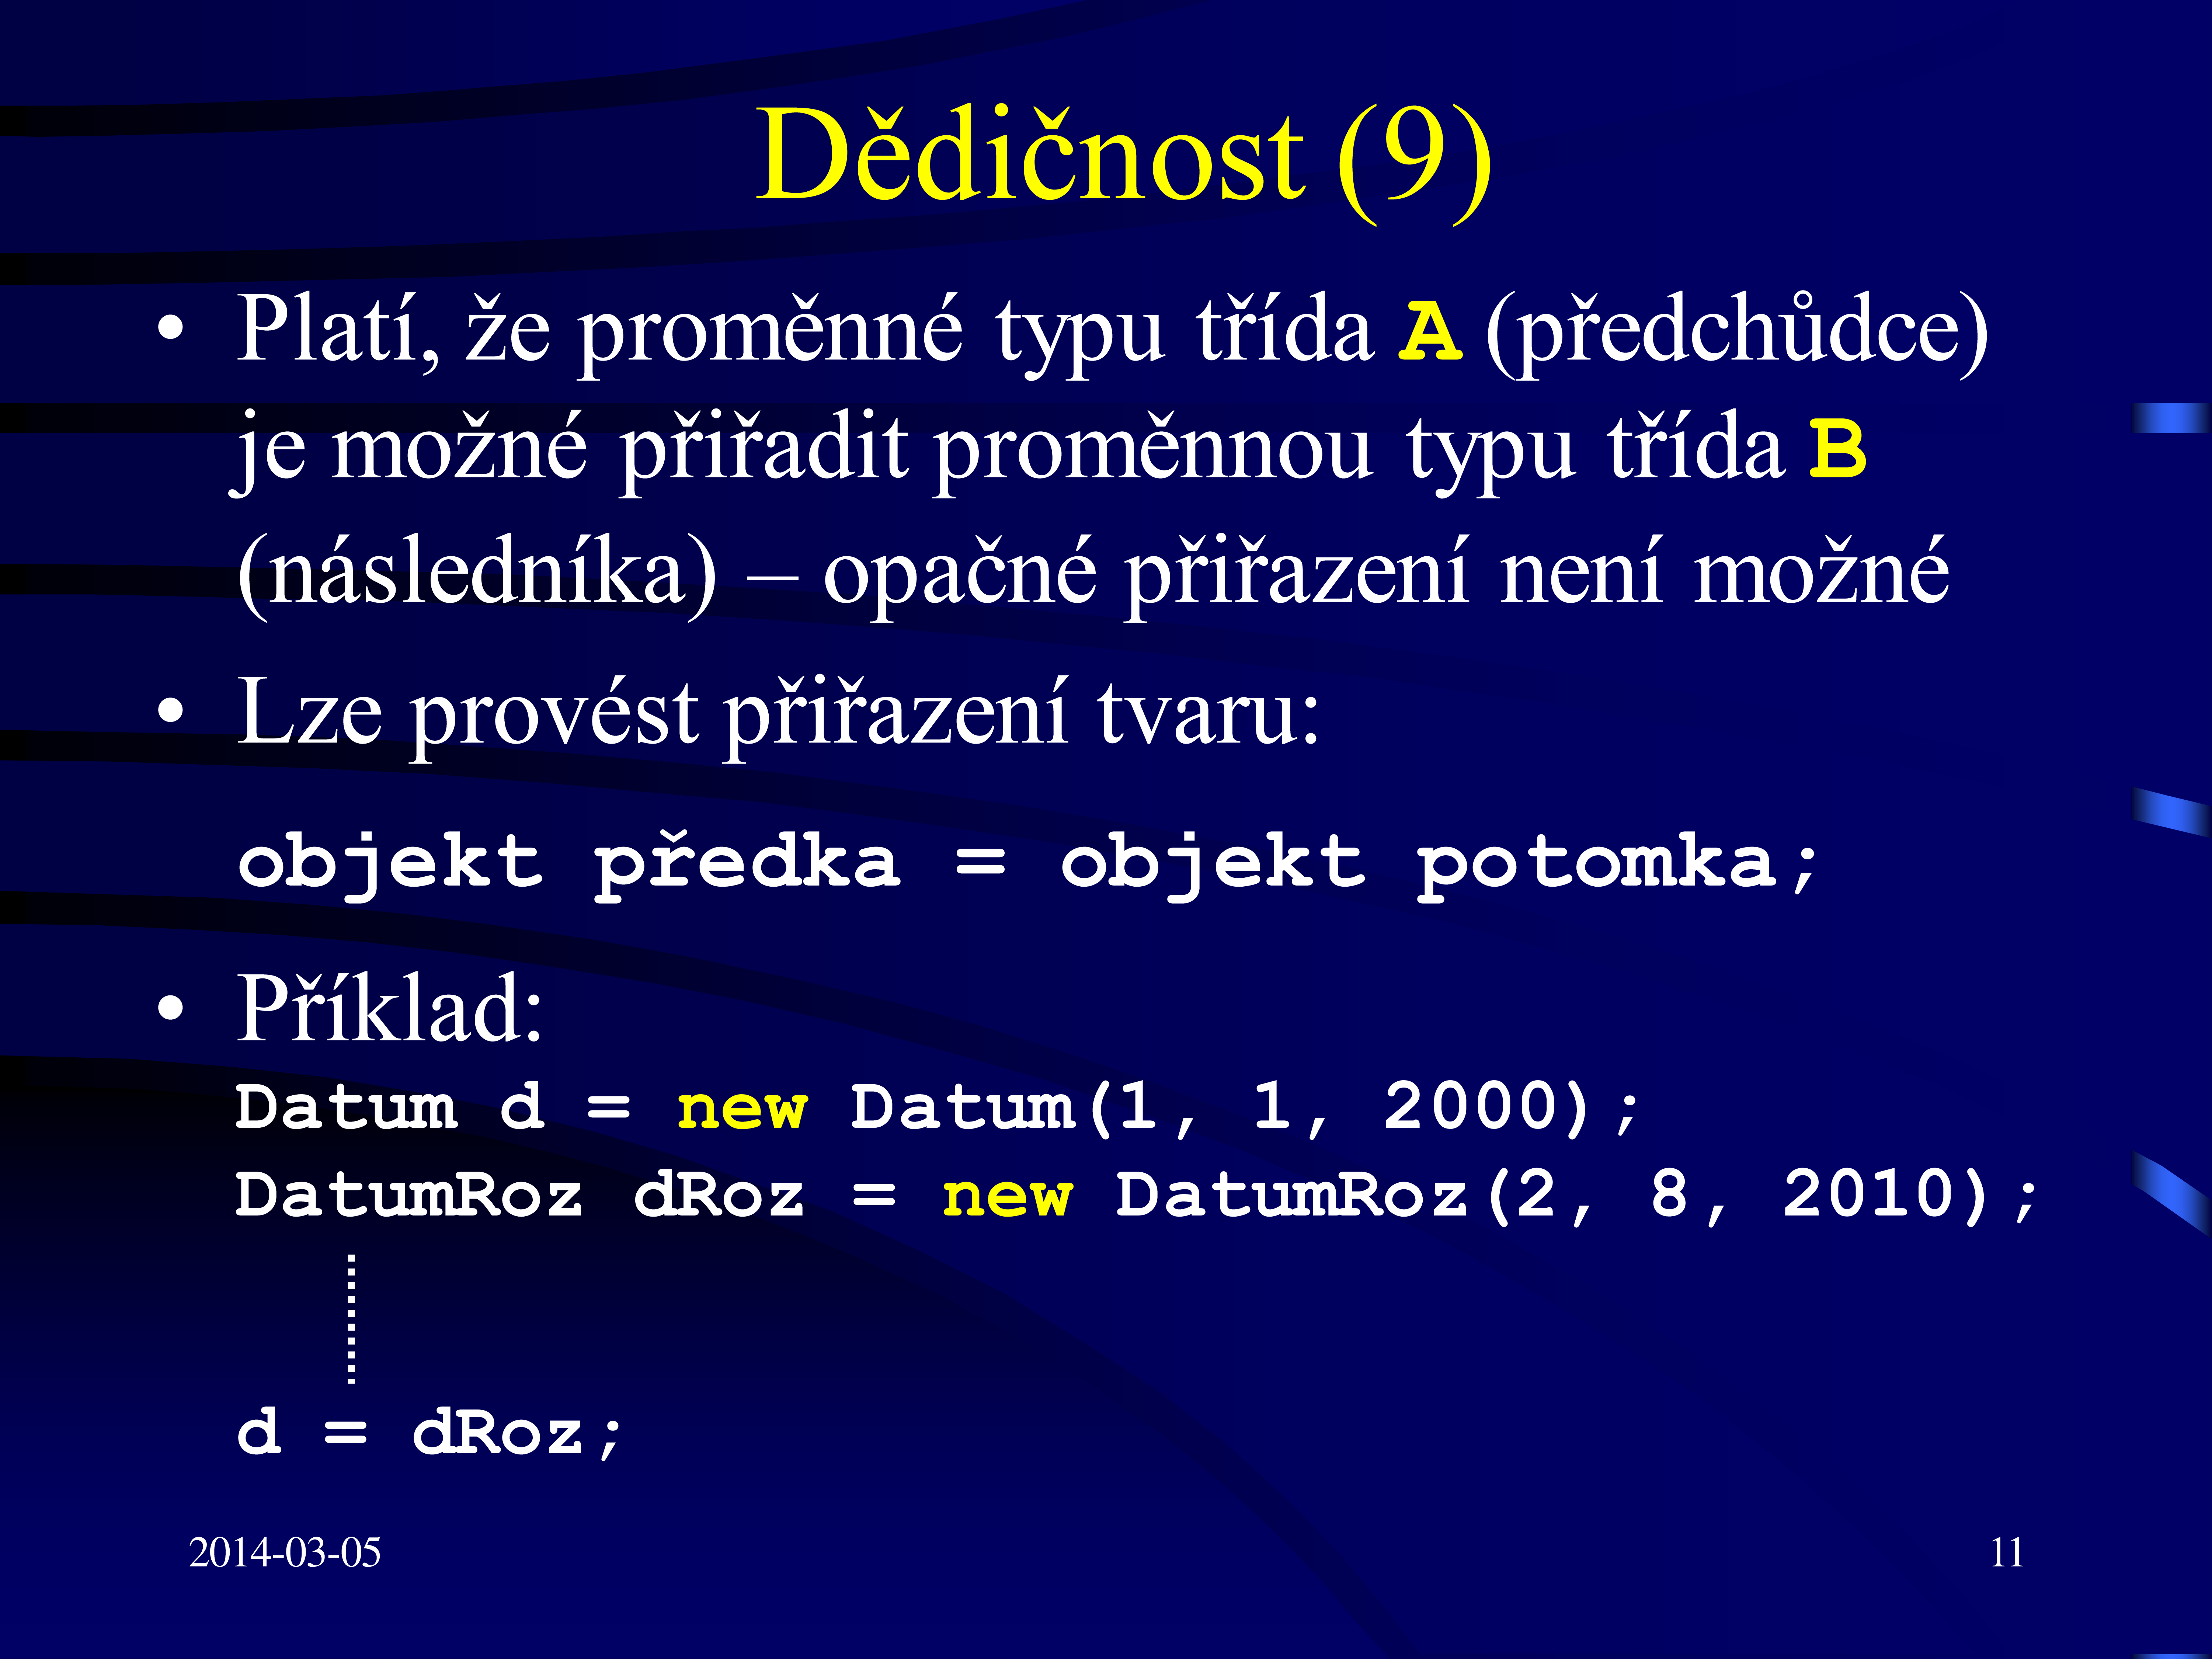 Dědičnost (9)
• Platí, že proměnné typu třída A (předchůdce)
je možné přiřadit proměnnou typu třída B
(následníka) – opačné přiřazení není možné
• Lze provést přiřazení tvaru:
objekt předka = objekt potomka;
• Příklad:
Datum d = new Datum(1, 1, 2000);
DatumRoz dRoz = new DatumRoz(2, 8, 2010);
d = dRoz;
2014-03-05
11